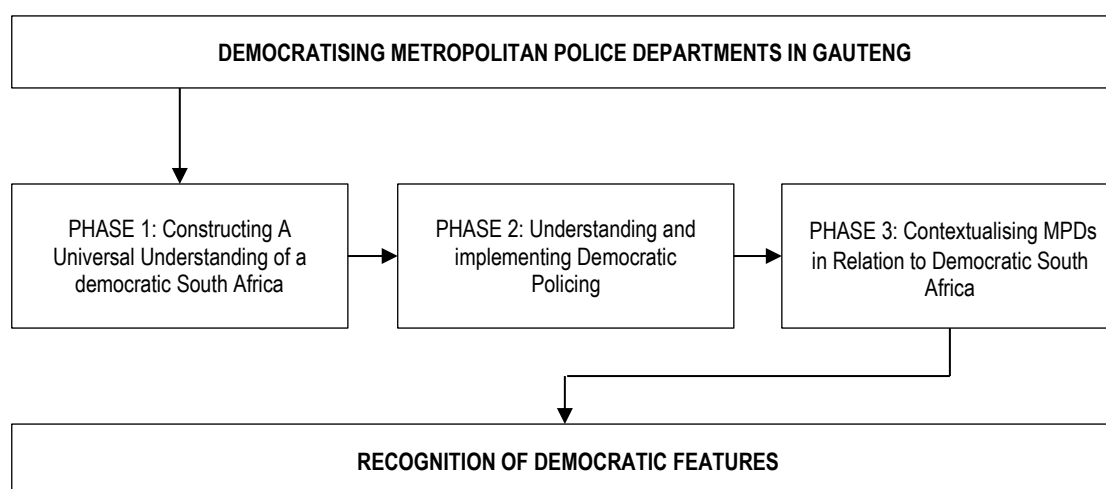 DEMOCRATISING METROPOLITAN POLICE DEPARTMENTS IN GAUTENG
PHASE 1: Constructing A
Universal Understanding of a
democratic South Africa
PHASE 2: Understanding and
implementing Democratic
Policing
PHASE 3: Contextualising MPDs
in Relation to Democratic South
Africa
RECOGNITION OF DEMOCRATIC FEATURES